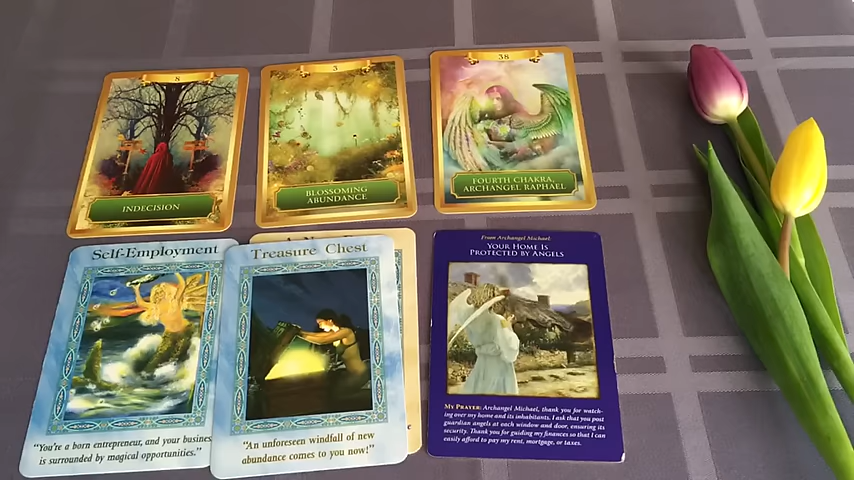 8
INDECISION
3
BLOSSOMING
ABUNDANCE
38
FOURTH CHAKRA,
ARCHANGEL RAPHAEL
Self-Employment
"You're a born entrepreneur, and your business
is surrounded by magical opportunities."
Treasure Chest
"An unforeseen windfall of new
abundance comes to you now!"
From Archangel Michael:
YOUR HOME IS
PROTECTED BY ANGELS
MY PRAYER: Archangel Michael, thank you for watch-
ing over my home and its inhabitants. I ask that you post
guardian angels at each window and door, ensuring its
security. Thank you for guiding my finances so that I can
easily afford to pay my rent, mortgage, or taxes.